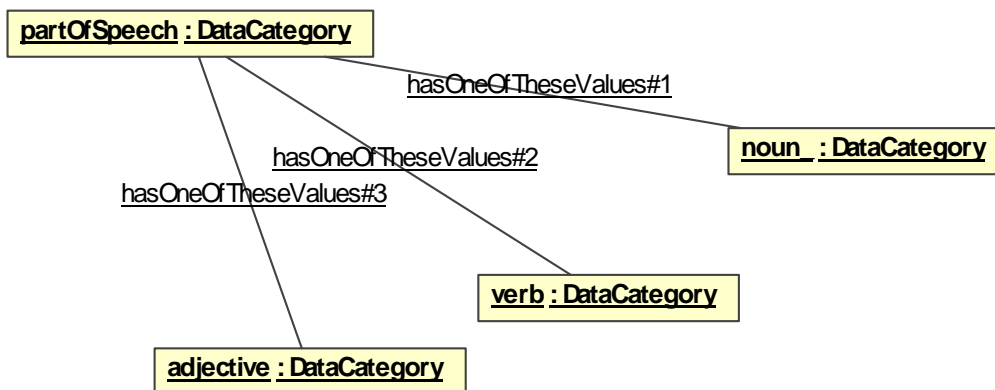 partOfSpeech : DataCategory
hasOneOfTheseValues#1
noun_ : DataCategory
hasOneOfTheseValues#2
hasOneOfTheseValues#3
verb : DataCategory
adjective : DataCategory